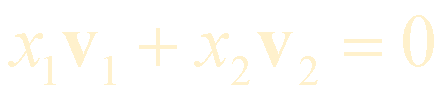 x₁v₁ + x₂v₂ = 0